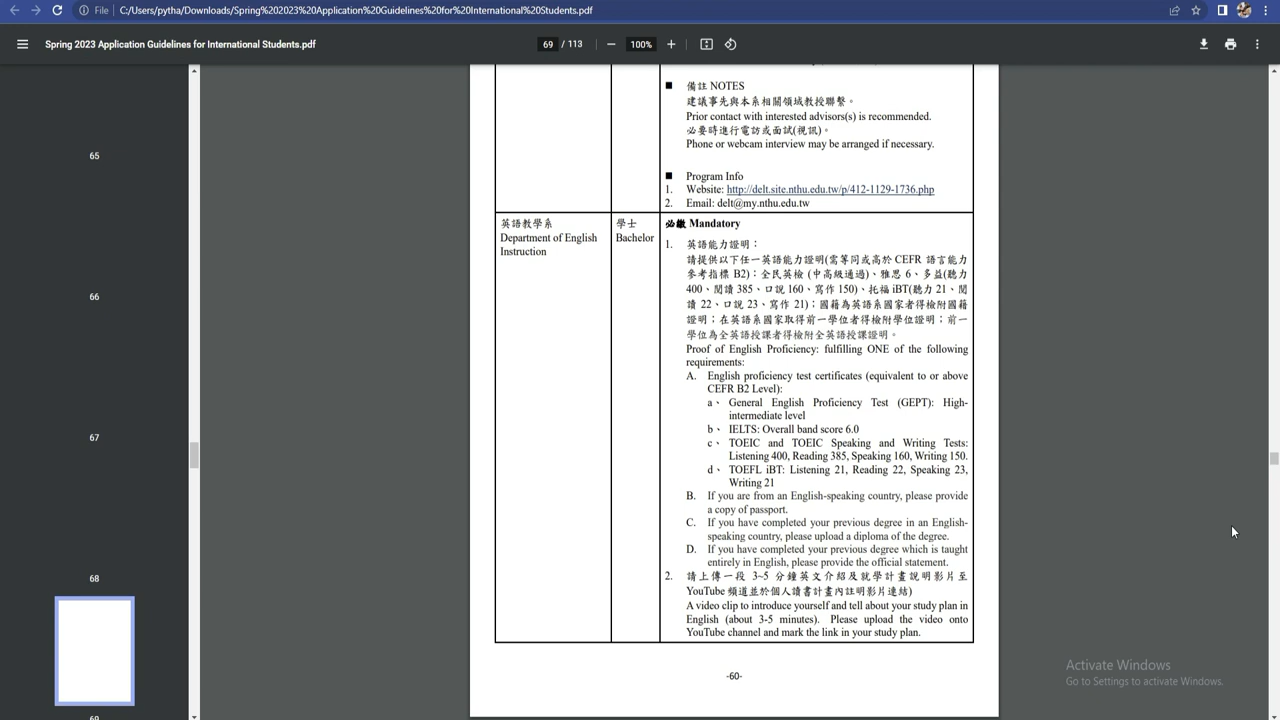 File
C:/Users/pytha/Downloads/Spring%202023%20Application%20Guidelines%20for%20International%20Students.pdf
Spring 2023 Application Guidelines for International Students.pdf
69 / 113
100%
65
66
67
68
69
■ 備註 NOTES
建議事先與本系相關領域教授聯繫。
Prior contact with interested advisors(s) is recommended.
必要時進行電訪或面試(視訊)。
Phone or webcam interview may be arranged if necessary.
■ Program Info
1. Website: http://delt.site.nthu.edu.tw/p/412-1129-1736.php
2. Email: delt@my.nthu.edu.tw
英語教學系
Department of English
Instruction
學士
Bachelor
必繳 Mandatory
1. 英語能力證明：
請提供以下任一英語能力證明(需等同或高於 CEFR 語言能力
參考指標 B2)：全民英檢 (中高級通過)、雅思 6、多益(聽力
400、閱讀 385、口說 160、寫作 150)、托福 iBT(聽力 21、閱
讀 22、口說 23、寫作 21)；國籍為英語系國家者得檢附國籍
證明；在英語系國家取得前一學位者得檢附學位證明；前一
學位為全英語授課者得檢附全英語授課證明。
Proof of English Proficiency: fulfilling ONE of the following
requirements:
A. English proficiency test certificates (equivalent to or above
CEFR B2 Level):
a、 General English Proficiency Test (GEPT): High-
intermediate level
b、 IELTS: Overall band score 6.0
c、 TOEIC and TOEIC Speaking and Writing Tests:
Listening 400, Reading 385, Speaking 160, Writing 150.
d、 TOEFL iBT: Listening 21, Reading 22, Speaking 23,
Writing 21
B. If you are from an English-speaking country, please provide
a copy of passport.
C. If you have completed your previous degree in an English-
speaking country, please upload a diploma of the degree.
D. If you have completed your previous degree which is taught
entirely in English, please provide the official statement.
2. 請上傳一段 3~5 分鐘英文介紹及就學計畫說明影片至
YouTube 頻道並於個人讀書計畫內註明影片連結)
A video clip to introduce yourself and tell about your study plan in
English (about 3-5 minutes). Please upload the video onto
YouTube channel and mark the link in your study plan.
-60-
Activate Windows
Go to Settings to activate Windows.